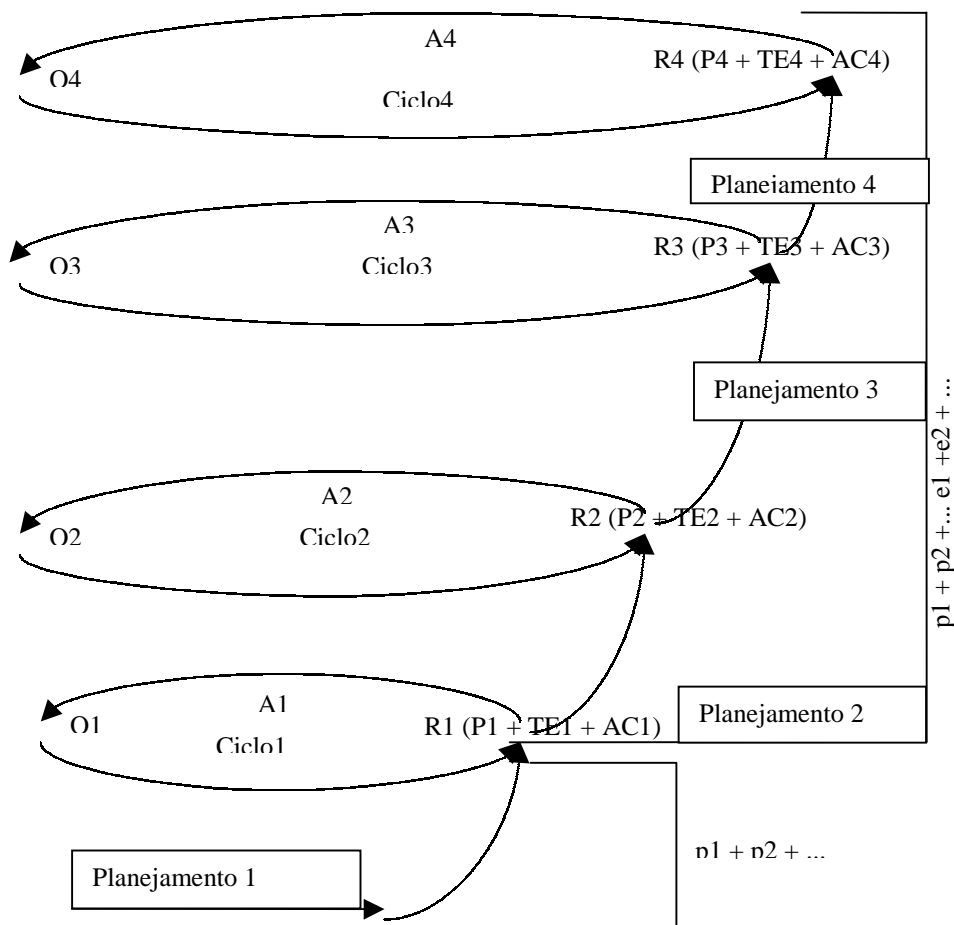 A4
R4 (P4 + TE4 + AC4)
O4
Ciclo4
Planejamento 4
A3
R3 (P3 + TE3 + AC3)
O3
Ciclo3
Planejamento 3
p1 + p2 +... e1 +e2 + ...
A2
R2 (P2 + TE2 + AC2)
O2
Ciclo2
A1
Planejamento 2
O1
R1 (P1 + TE1 + AC1)
Ciclo1
p1 + p2 + ...
Planejamento 1